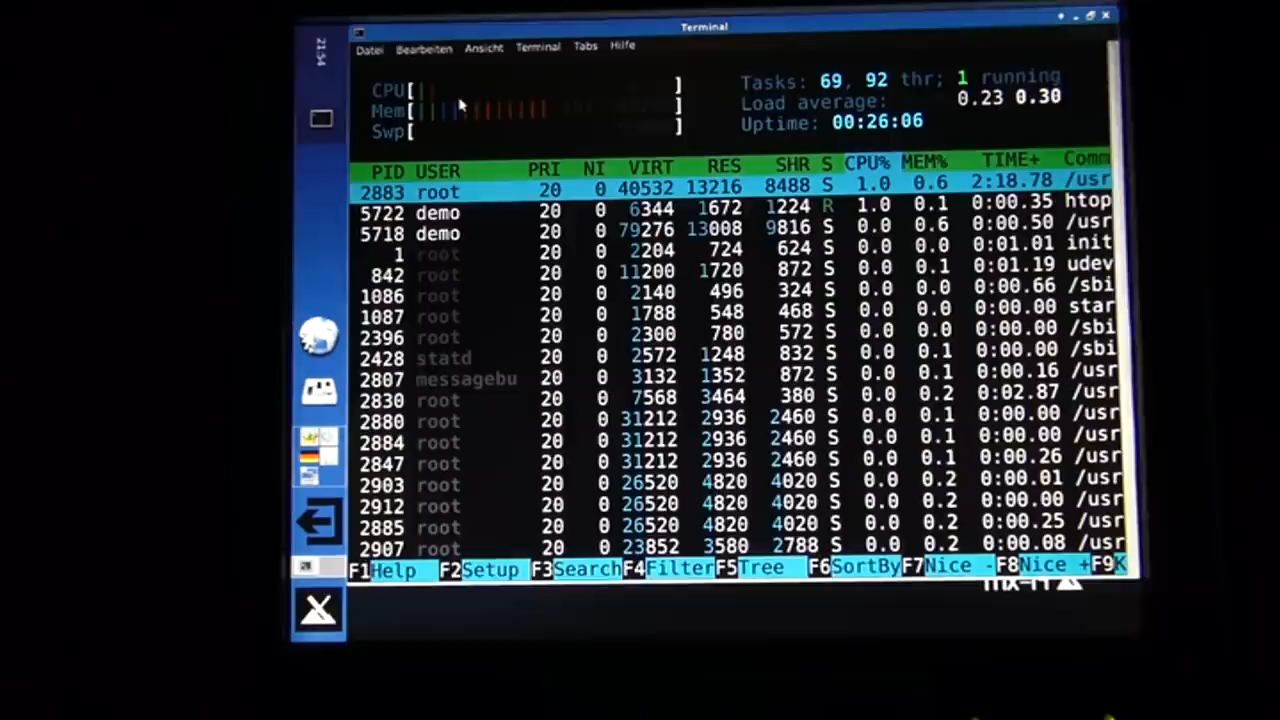 Terminal
21:54
Datei Bearbeiten Ansicht Terminal Tabs Hilfe
CPU[|| ]
Tasks: 69, 92 thr; 1 running
Mem[||||||||||| ]
Load average: 0.23 0.30
Swp[ ]
Uptime: 00:26:06
PID USER PRI NI VIRT RES SHR S CPU% MEM% TIME+ Comm
2883 root 20 0 40532 13216 8488 S 1.0 0.6 2:18.78 /usr
5722 demo 20 0 6344 1672 1224 R 1.0 0.1 0:00.35 htop
5718 demo 20 0 79276 13008 9816 S 0.0 0.6 0:00.50 /usr
1 root 20 0 2204 724 624 S 0.0 0.0 0:01.01 init
842 root 20 0 11200 1720 872 S 0.0 0.1 0:01.19 udev
1086 root 20 0 2140 496 324 S 0.0 0.0 0:00.66 /sbi
1087 root 20 0 1788 548 468 S 0.0 0.0 0:00.00 star
2396 root 20 0 2300 780 572 S 0.0 0.0 0:00.00 /sbi
2428 statd 20 0 2572 1248 832 S 0.0 0.1 0:00.00 /sbi
2807 messagebu 20 0 3132 1352 872 S 0.0 0.1 0:00.16 /usr
2830 root 20 0 7568 3464 380 S 0.0 0.2 0:02.87 /usr
2880 root 20 0 31212 2936 2460 S 0.0 0.1 0:00.00 /usr
2884 root 20 0 31212 2936 2460 S 0.0 0.1 0:00.00 /usr
2847 root 20 0 31212 2936 2460 S 0.0 0.1 0:00.26 /usr
2903 root 20 0 26520 4820 4020 S 0.0 0.2 0:00.01 /usr
2912 root 20 0 26520 4820 4020 S 0.0 0.2 0:00.00 /usr
2885 root 20 0 26520 4820 4020 S 0.0 0.2 0:00.25 /usr
2907 root 20 0 23852 3580 2788 S 0.0 0.2 0:00.08 /usr
F1Help F2Setup F3SearchF4FilterF5Tree F6SortByF7Nice -F8Nice +F9K